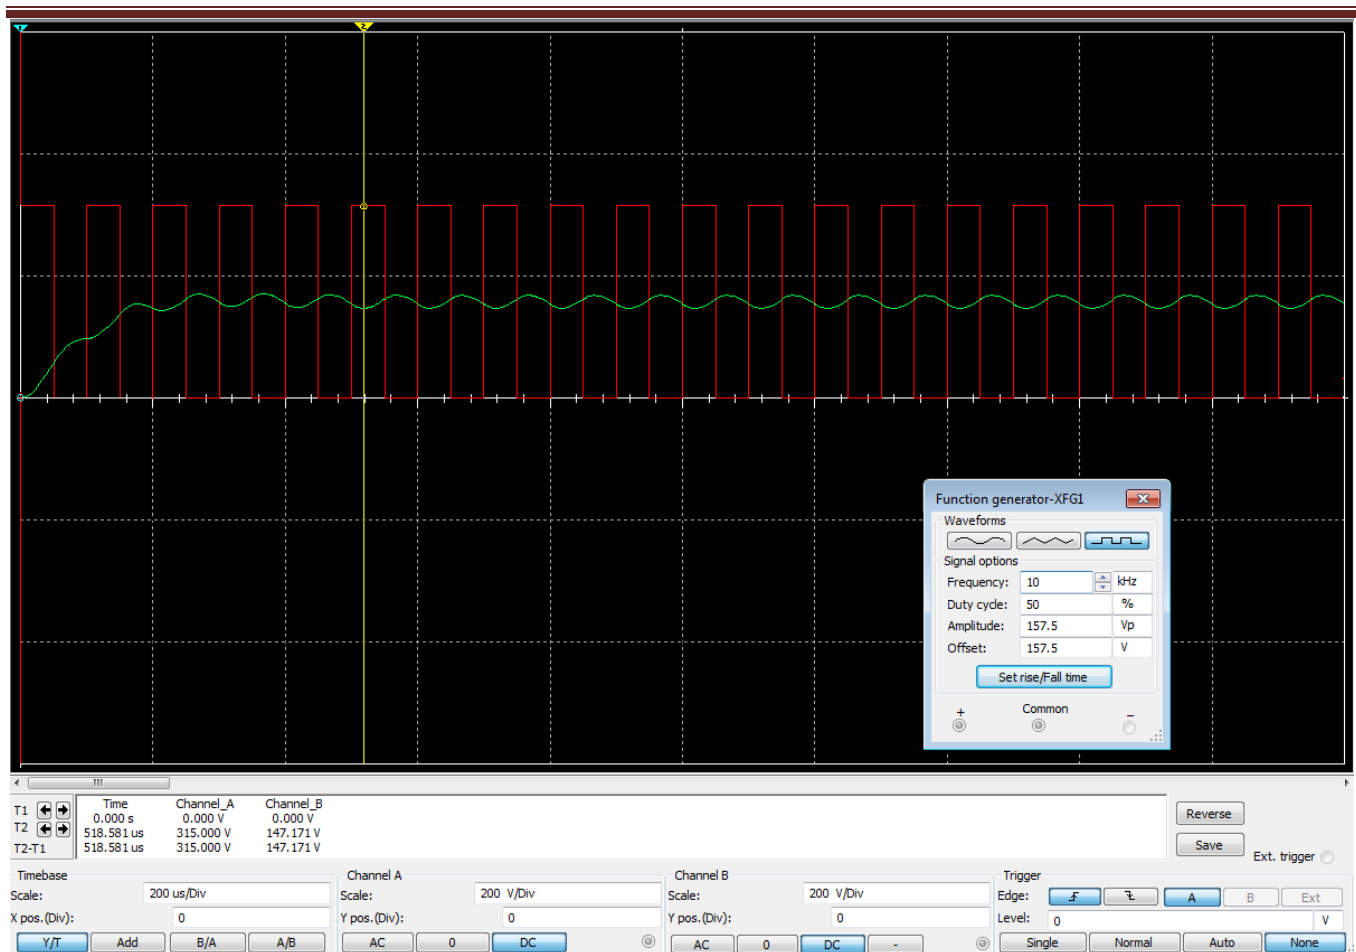 1
2
Function generator-XFG1
Waveforms
Signal options
Frequency: 10 kHz
Duty cycle: 50 %
Amplitude: 157.5 Vp
Offset: 157.5 V
Set rise/Fall time
+ Common −
Time Channel_A Channel_B
T1 0.000 s 0.000 V 0.000 V
T2 518.581 us 315.000 V 147.171 V
T2-T1 518.581 us 315.000 V 147.171 V
Reverse
Save
Ext. trigger
Timebase
Scale: 200 us/Div
X pos.(Div): 0
Y/T Add B/A A/B
Channel A
Scale: 200 V/Div
Y pos.(Div): 0
AC 0 DC
Channel B
Scale: 200 V/Div
Y pos.(Div): 0
AC 0 DC -
Trigger
Edge: A B Ext
Level: 0 V
Single Normal Auto None